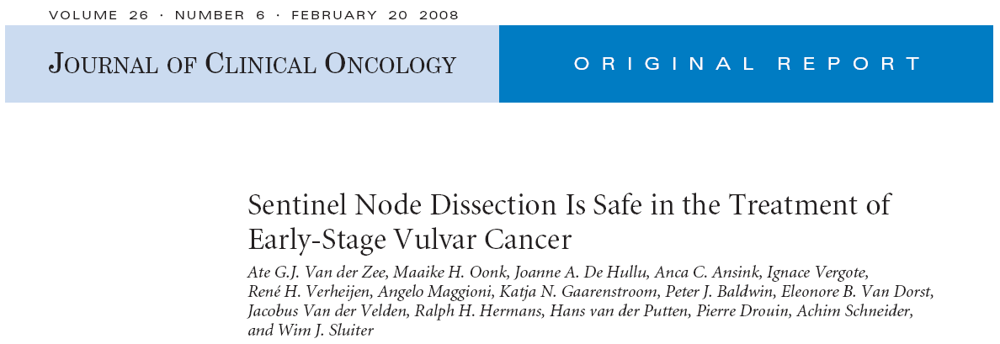 VOLUME 26 · NUMBER 6 · FEBRUARY 20 2008
JOURNAL OF CLINICAL ONCOLOGY
ORIGINAL REPORT
Sentinel Node Dissection Is Safe in the Treatment of
Early-Stage Vulvar Cancer
Ate G.J. Van der Zee, Maaike H. Oonk, Joanne A. De Hullu, Anca C. Ansink, Ignace Vergote,
René H. Verheijen, Angelo Maggioni, Katja N. Gaarenstroom, Peter J. Baldwin, Eleonore B. Van Dorst,
Jacobus Van der Velden, Ralph H. Hermans, Hans van der Putten, Pierre Drouin, Achim Schneider,
and Wim J. Sluiter